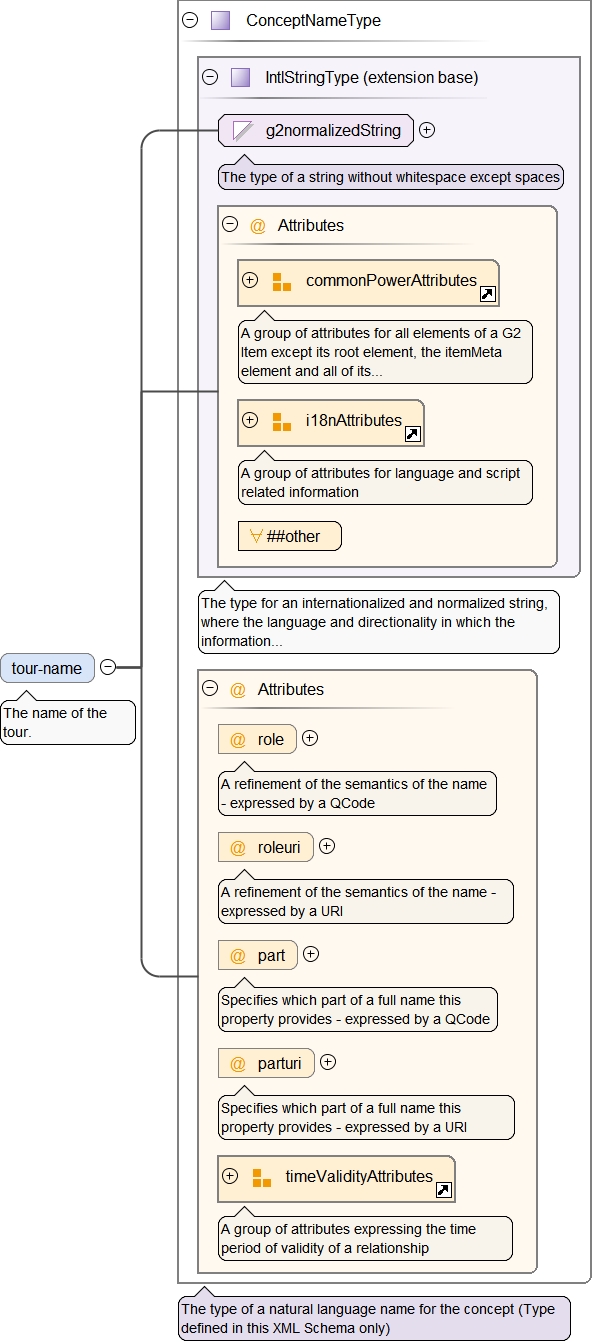 ConceptNameType
IntlStringType (extension base)
g2normalizedString
The type of a string without whitespace except spaces
@ Attributes
commonPowerAttributes
A group of attributes for all elements of a G2
Item except its root element, the itemMeta
element and all of its...
i18nAttributes
A group of attributes for language and script
related information
##other
The type for an internationalized and normalized string,
where the language and directionality in which the
information...
tour-name
The name of the
tour.
@ Attributes
@ role
A refinement of the semantics of the name
- expressed by a QCode
@ roleuri
A refinement of the semantics of the name -
expressed by a URI
@ part
Specifies which part of a full name this
property provides - expressed by a QCode
@ parturi
Specifies which part of a full name this
property provides - expressed by a URI
timeValidityAttributes
A group of attributes expressing the time
period of validity of a relationship
The type of a natural language name for the concept (Type
defined in this XML Schema only)